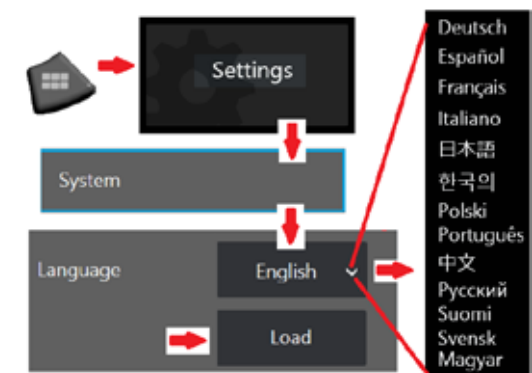 Settings
System
Language
English
Load
Deutsch
Español
Français
Italiano
日本語
한국의
Polski
Português
中文
Русский
Suomi
Svensk
Magyar